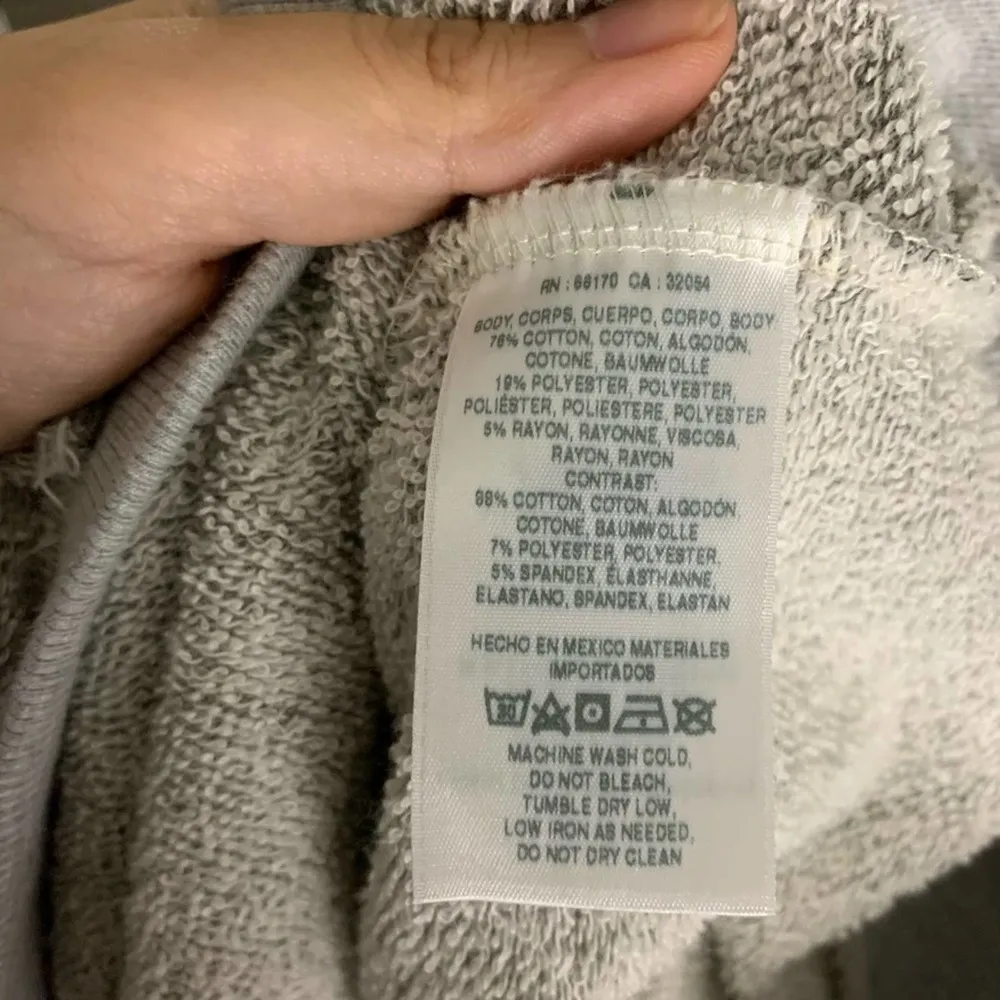 RN : 68170 CA : 32054
BODY, CORPS, CUERPO, CORPO, BODY
76% COTTON, COTON, ALGODÓN,
COTONE, BAUMWOLLE
19% POLYESTER, POLYESTER,
POLIÉSTER, POLIESTERE, POLYESTER
5% RAYON, RAYONNE, VISCOSA,
RAYON, RAYON
CONTRAST:
88% COTTON, COTON, ALGODÓN
COTONE, BAUMWOLLE
7% POLYESTER, POLYESTER,
5% SPANDEX, ÉLASTHANNE,
ELASTANO, SPANDEX, ELASTAN
HECHO EN MEXICO MATERIALES
IMPORTADOS
30
MACHINE WASH COLD,
DO NOT BLEACH,
TUMBLE DRY LOW,
LOW IRON AS NEEDED,
DO NOT DRY CLEAN